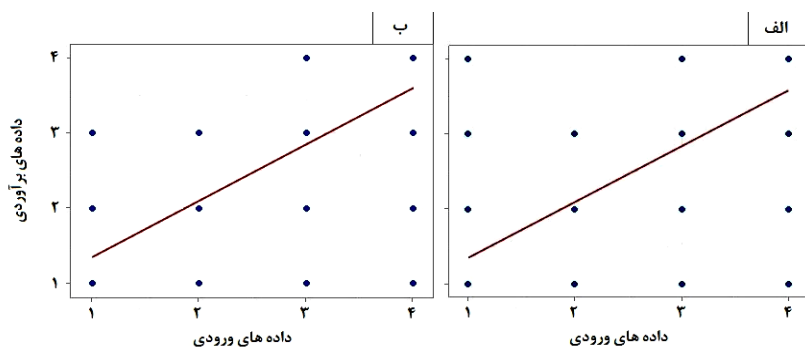 الف
ب
داده های برآوردی
۴
۳
۲
۱
۱ ۲ ۳ ۴
۱ ۲ ۳ ۴
داده های ورودی
داده های ورودی